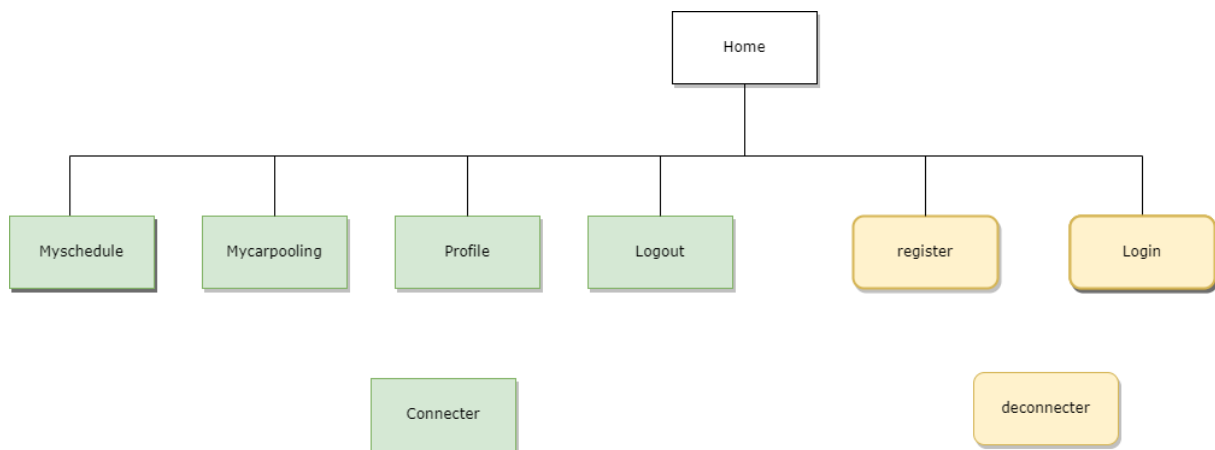 Home
Myschedule
Mycarpooling
Profile
Logout
register
Login
Connecter
deconnecter